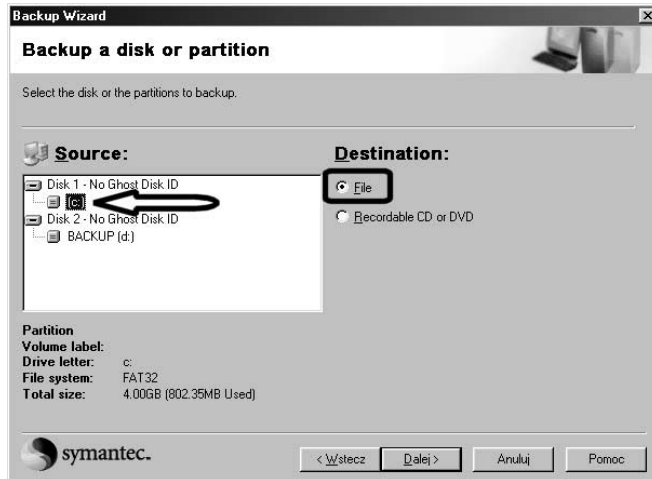 Backup Wizard
Backup a disk or partition
Select the disk or the partitions to backup.
Source:
Disk 1 - No Ghost Disk ID
(c:)
Disk 2 - No Ghost Disk ID
BACKUP (d:)
Destination:
File
Recordable CD or DVD
Partition
Volume label:
Drive letter: c:
File system: FAT32
Total size: 4.00GB (802.35MB Used)
symantec.
< Wstecz Dalej > Anuluj Pomoc